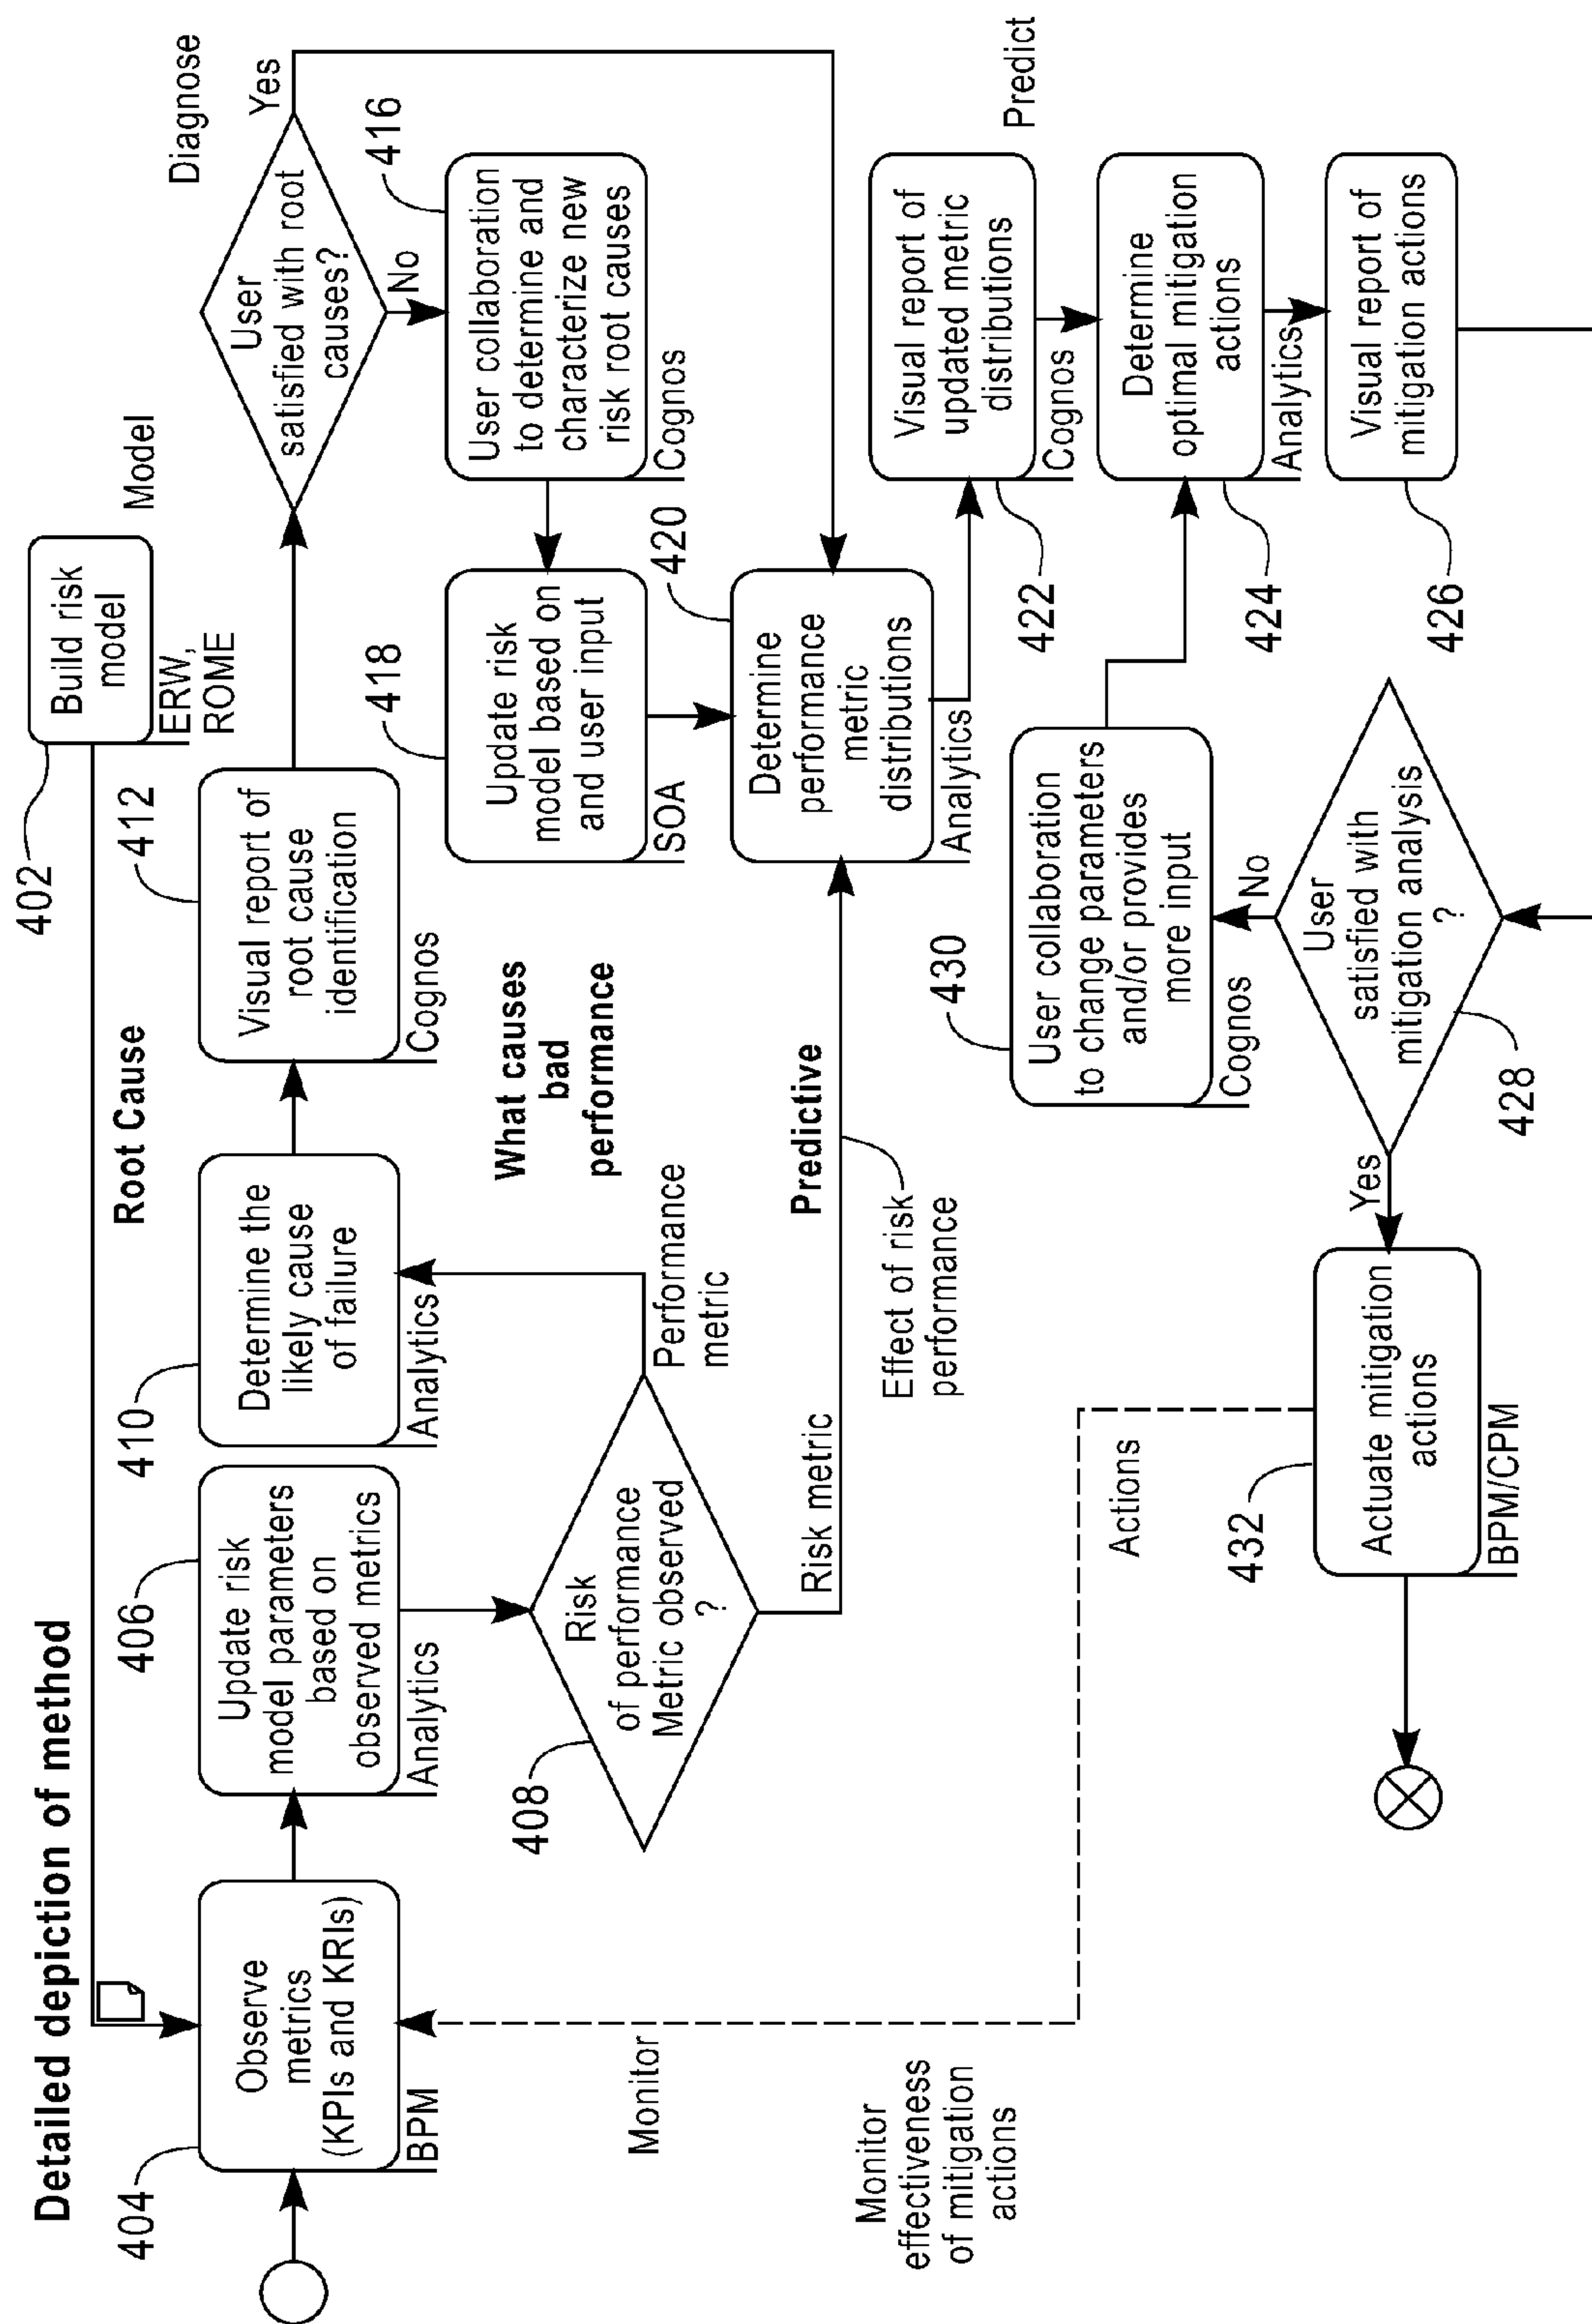 Detailed depiction of method
402
Build risk
model
ERW,
ROME
Model
Root Cause
404
Observe
metrics
(KPIs and KRIs)
BPM
406
Update risk
model parameters
based on
observed metrics
Analytics
408
Risk
of performance
Metric observed
?
Performance
metric
Risk metric
410
Determine the
likely cause
of failure
Analytics
412
Visual report of
root cause
identification
Cognos
What causes
bad
performance
Diagnose
User
satisfied with root
causes?
Yes
No
416
User collaboration
to determine and
characterize new
risk root causes
Cognos
418
Update risk
model based on
and user input
SOA
420
Determine
performance
metric
distributions
Analytics
Predictive
Effect of risk
performance
Predict
Visual report of
updated metric
distributions
Cognos
422
Determine
optimal mitigation
actions
Analytics
424
Visual report of
mitigation actions
426
430
User collaboration
to change parameters
and/or provides
more input
Cognos
No
User
satisfied with
mitigation analysis
?
428
Yes
432
Actuate mitigation
actions
BPM/CPM
Actions
Monitor
Monitor
effectiveness
of mitigation
actions